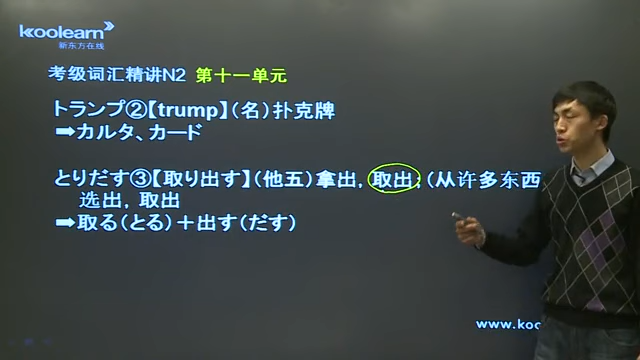 koolearn
新东方在线
考级词汇精讲N2 第十一单元
トランプ②【trump】（名）扑克牌
➡カルタ、カード
とりだす③【取り出す】（他五）拿出，取出；（从许多东西
选出，取出
➡取る（とる）＋出す（だす）
www.koo